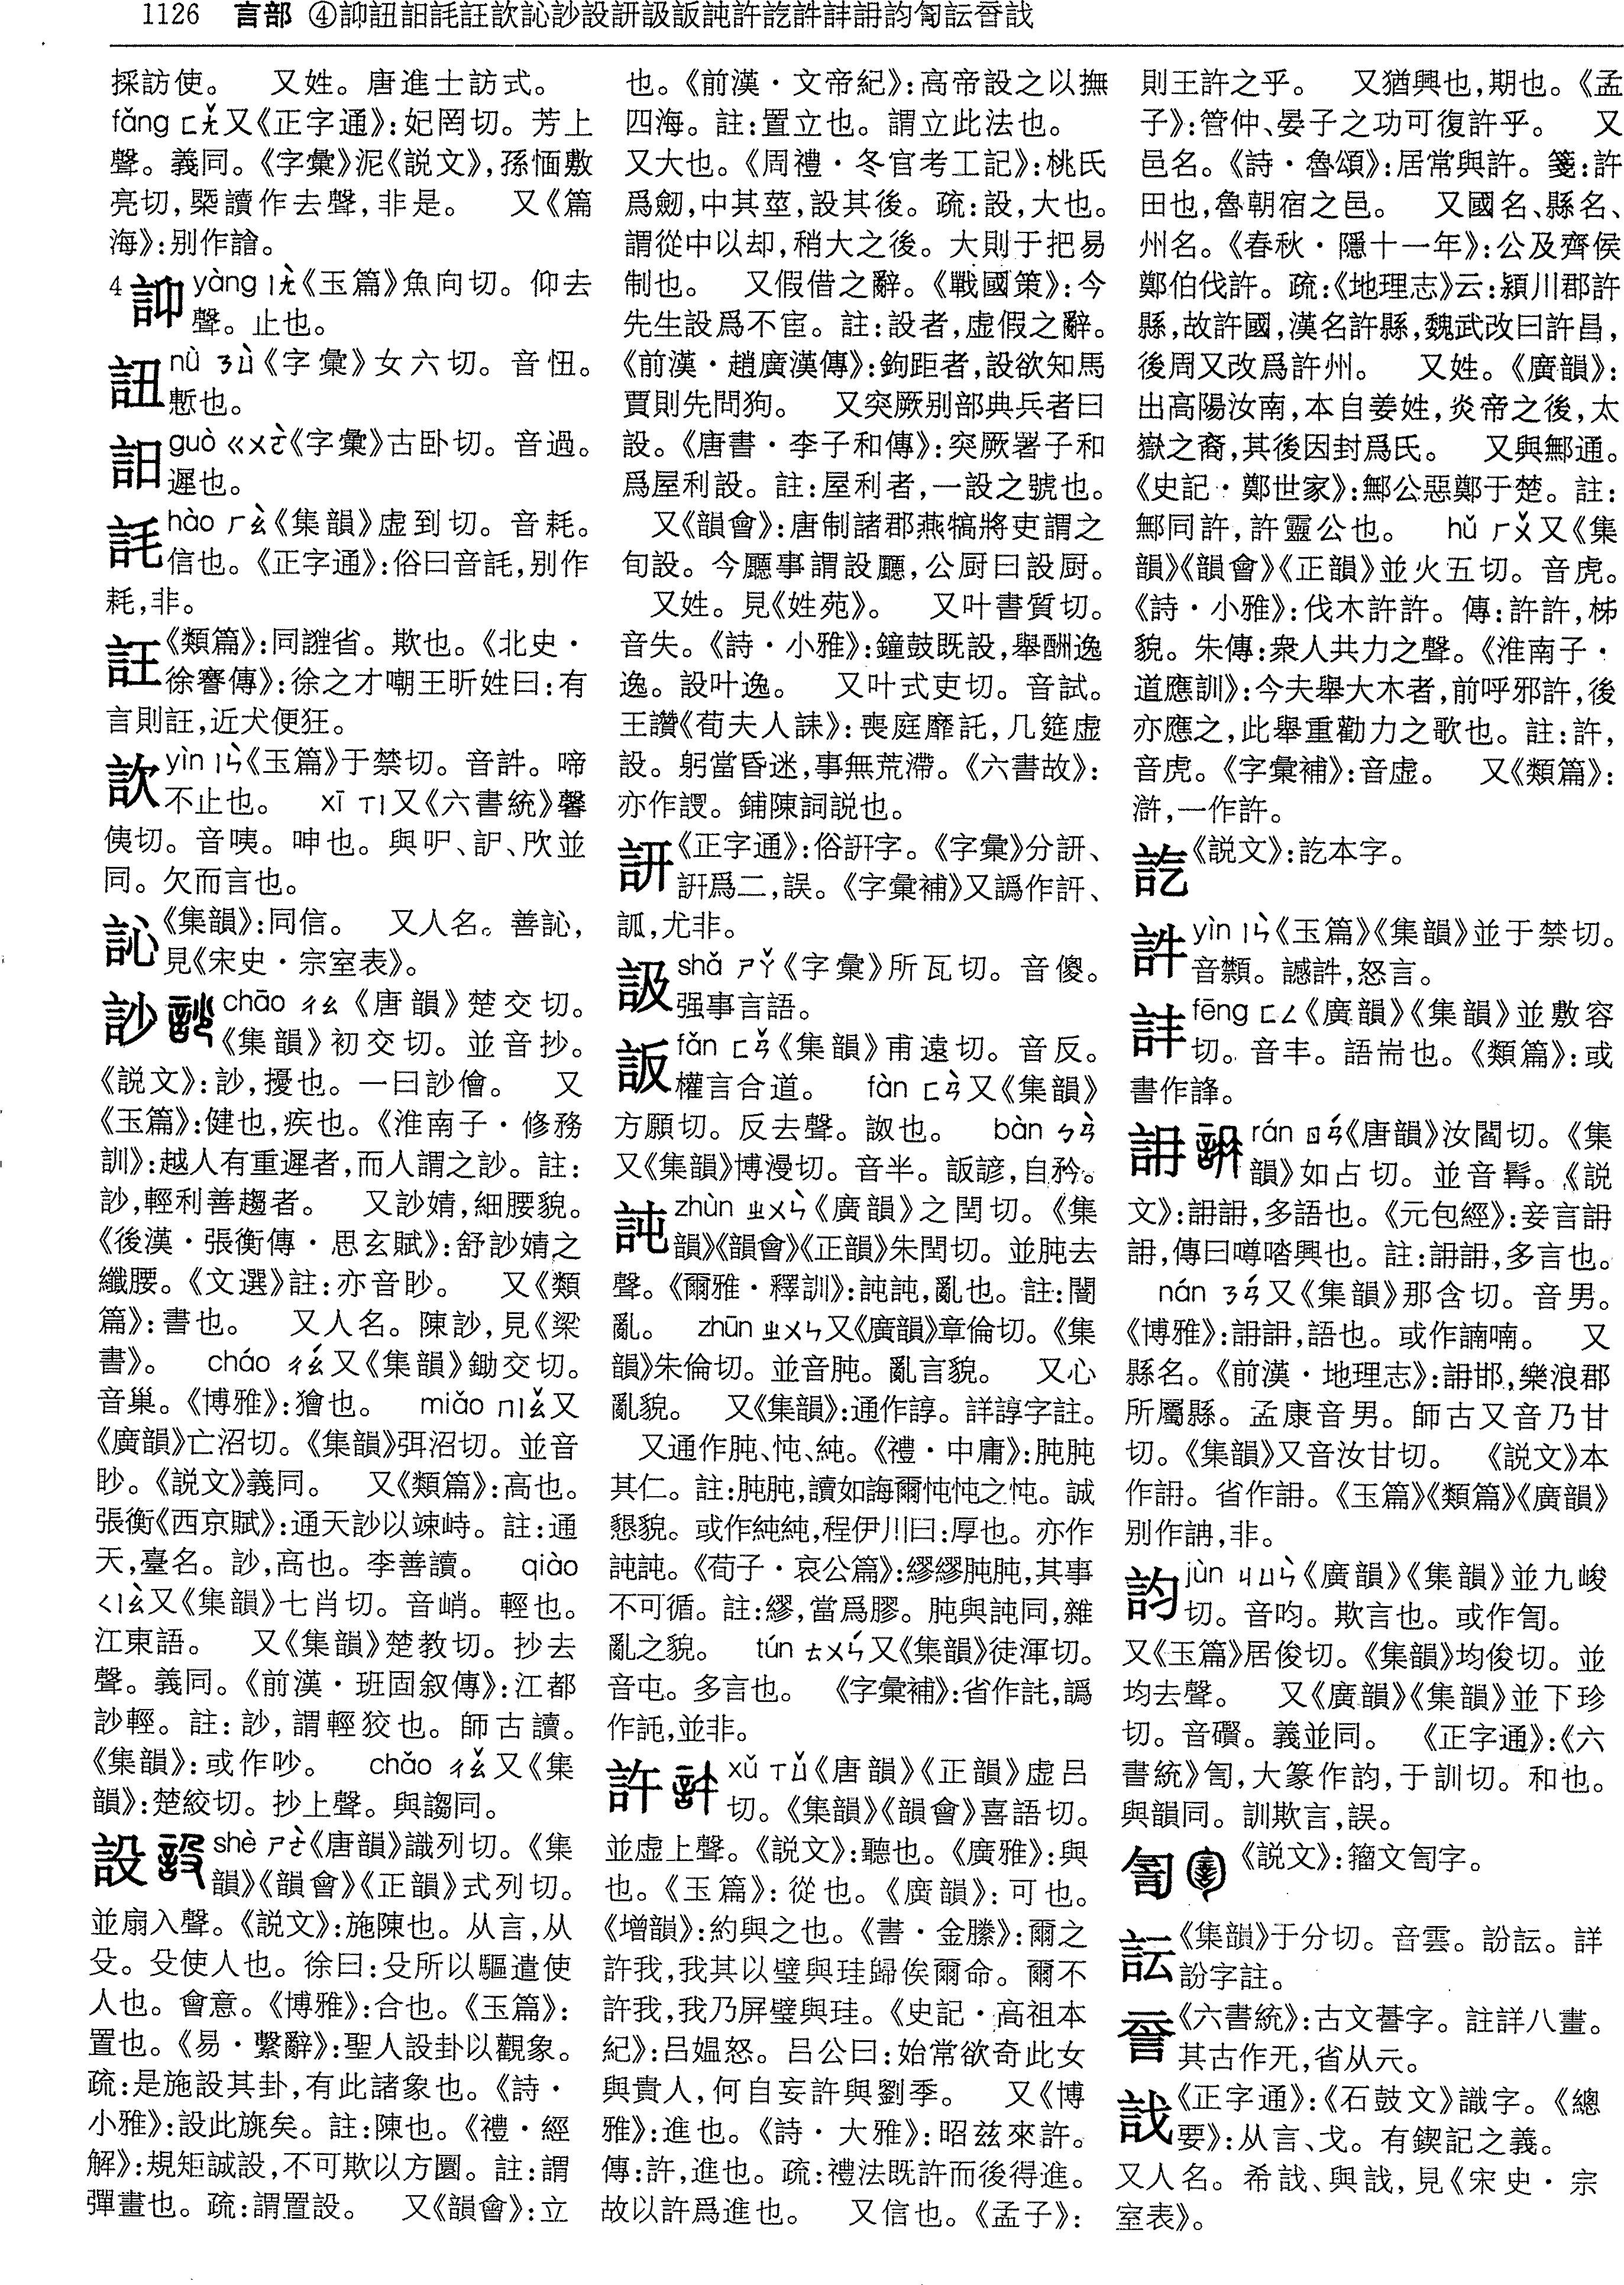 1126 言部 ④訠訒訠託註訦訫訬設訮訯訮訰許訖訡訲訷訇訜訧
採訪使。 又姓。唐進士訪式。
fǎng ㄈㄤˇ又《正字通》：妃罔切。芳上
聲。義同。《字彙》泥《説文》，孫愐敷
亮切，槩讀作去聲，非是。 又《篇
海》：别作譮。
4 yàng ㄧㄤˋ《玉篇》魚向切。仰去
聲。止也。
nǜ ㄋㄩˋ《字彙》女六切。音忸。
慙也。
guò ㄍㄨㄛˋ《字彙》古卧切。音過。
遲也。
hào ㄏㄠˋ《集韻》虚到切。音耗。
信也。《正字通》：俗曰音託，别作
耗，非。
《類篇》：同誑省。欺也。《北史·
徐謇傳》：徐之才嘲王昕姓曰：有
言則註，近犬便狂。
訡 yìn ㄧㄣˋ《玉篇》于禁切。音訡。啼
不止也。 xī ㄒㄧ又《六書統》馨
侇切。音咦。呻也。與吚、訳、欥並
同。欠而言也。
訫《集韻》：同信。 又人名。善訫，
見《宋史·宗室表》。
訬 chāo ㄔㄠ《唐韻》楚交切。
《集韻》初交切。並音抄。
《説文》：訬，擾也。一曰訬獪。 又
《玉篇》：健也，疾也。《淮南子·修務
訓》：越人有重遲者，而人謂之訬。註：
訬，輕利善趨者。 又訬婧，細腰貌。
《後漢·張衡傳·思玄賦》：舒訬婧之
纖腰。《文選》註：亦音眇。 又《類
篇》：書也。 又人名。陳訬，見《梁
書》。 cháo ㄔㄠˊ又《集韻》鋤交切。
音巢。《博雅》：獪也。 miǎo ㄇㄧㄠˇ又
《廣韻》亡沼切。《集韻》弭沼切。並音
眇。《説文》義同。 又《類篇》：高也。
張衡《西京賦》：通天訬以竦峙。註：通
天，臺名。訬，高也。李善讀。 qiào
ㄑㄧㄠˋ又《集韻》七肖切。音峭。輕也。
江東語。 又《集韻》楚教切。抄去
聲。義同。《前漢·班固叙傳》：江都
訬輕。註：訬，謂輕狡也。師古讀。
《集韻》：或作吵。 chǎo ㄔㄠˇ又《集
韻》：楚絞切。抄上聲。與謅同。
設 shè ㄕㄜˋ《唐韻》識列切。《集
韻》《韻會》《正韻》式列切。
並扇入聲。《説文》：施陳也。从言，从
殳。殳使人也。徐曰：殳所以驅遣使
人也。會意。《博雅》：合也。《玉篇》：
置也。《易·繫辭》：聖人設卦以觀象。
疏：是施設其卦，有此諸象也。《詩·
小雅》：設此旐矣。註：陳也。《禮·經
解》：規矩誠設，不可欺以方圜。註：謂
彈畫也。疏：謂置設。 又《韻會》：立
也。《前漢·文帝紀》：高帝設之以撫
四海。註：置立也。謂立此法也。
又大也。《周禮·冬官考工記》：桃氏
爲劒，中其莖，設其後。疏：設，大也。
謂從中以却，稍大之後。大則于把易
制也。 又假借之辭。《戰國策》：今
先生設爲不宦。註：設者，虚假之辭。
《前漢·趙廣漢傳》：鉤距者，設欲知馬
賈則先問狗。 又突厥别部典兵者曰
設。《唐書·李子和傳》：突厥署子和
爲屋利設。註：屋利者，一設之號也。
又《韻會》：唐制諸郡燕犒將吏謂之
旬設。今廳事謂設廳，公厨曰設厨。
又姓。見《姓苑》。 又叶書質切。
音失。《詩·小雅》：鐘鼓既設，舉酬逸
逸。設叶逸。 又叶式吏切。音試。
王讚《荀夫人誄》：喪庭靡託，几筵虚
設。躬當昏迷，事無荒滯。《六書故》：
亦作𧧕。鋪陳詞説也。
訮《正字通》：俗訮字。《字彙》分訮、
訮爲二，誤。《字彙補》又譌作訐、
詉，尤非。
shǎ ㄕㄚˇ《字彙》所瓦切。音傻。
强事言語。
fǎn ㄈㄢˇ《集韻》甫遠切。音反。
權言合道。 fàn ㄈㄢˋ又《集韻》
方願切。反去聲。詉也。 bàn ㄅㄢˋ
又《集韻》博漫切。音半。䛀諺，自矜。
訰 zhùn ㄓㄨㄣˋ《廣韻》之閏切。《集
韻》《韻會》《正韻》朱閏切。並肫去
聲。《爾雅·釋訓》：訰訰，亂也。註：闇
亂。 zhūn ㄓㄨㄣ又《廣韻》章倫切。《集
韻》朱倫切。並音肫。亂言貌。 又心
亂貌。 又《集韻》：通作諄。詳諄字註。
又通作肫、忳、純。《禮·中庸》：肫肫
其仁。註：肫肫，讀如誨爾忳忳之忳。誠
懇貌。或作純純，程伊川曰：厚也。亦作
訰訰。《荀子·哀公篇》：繆繆肫肫，其事
不可循。註：繆，當爲膠。肫與訰同，雜
亂之貌。 tún ㄊㄨㄣˊ又《集韻》徒渾切。
音屯。多言也。 《字彙補》：省作託，譌
作訑，並非。
許 xǔ ㄒㄩˇ《唐韻》《正韻》虚吕
切。《集韻》《韻會》喜語切。
並虚上聲。《説文》：聽也。《廣雅》：與
也。《玉篇》：從也。《廣韻》：可也。
《增韻》：約與之也。《書·金縢》：爾之
許我，我其以璧與珪歸俟爾命。爾不
許我，我乃屏璧與珪。《史記·高祖本
紀》：吕媪怒。吕公曰：始常欲奇此女
與貴人，何自妄許與劉季。 又《博
雅》：進也。《詩·大雅》：昭兹來許。
傳：許，進也。疏：禮法既許而後得進。
故以許爲進也。 又信也。《孟子》：
則王許之乎。 又猶興也，期也。《孟
子》：管仲、晏子之功可復許乎。 又
邑名。《詩·魯頌》：居常與許。箋：許
田也，魯朝宿之邑。 又國名、縣名、
州名。《春秋·隱十一年》：公及齊侯
鄭伯伐許。疏：《地理志》云：潁川郡許
縣，故許國，漢名許縣，魏武改曰許昌，
後周又改爲許州。 又姓。《廣韻》：
出高陽汝南，本自姜姓，炎帝之後，太
嶽之裔，其後因封爲氏。 又與鄦通。
《史記·鄭世家》：鄦公惡鄭于楚。註：
鄦同許，許靈公也。 hǔ ㄏㄨˇ又《集
韻》《韻會》《正韻》並火五切。音虎。
《詩·小雅》：伐木許許。傳：許許，柹
貌。朱傳：衆人共力之聲。《淮南子·
道應訓》：今夫舉大木者，前呼邪許，後
亦應之，此舉重勸力之歌也。註：許，
音虎。《字彙補》：音虚。 又《類篇》：
滸，一作許。
《説文》：訖本字。
yìn ㄧㄣˋ《玉篇》《集韻》並于禁切。
音類。䜕訡，怒言。
fēng ㄈㄥ《廣韻》《集韻》並敷容
切。音丰。語耑也。《類篇》：或
書作䛔。
rán ㄖㄢˊ《唐韻》汝閻切。《集
韻》如占切。並音髯。《説
文》：詽詽，多語也。《元包經》：妾言詽
詽，傳曰噂嗒興也。註：詽詽，多言也。
nán ㄋㄢˊ又《集韻》那含切。音男。
《博雅》：詽詽，語也。或作諵喃。 又
縣名。《前漢·地理志》：詽邯，樂浪郡
所屬縣。孟康音男。師古又音乃甘
切。《集韻》又音汝甘切。 《説文》本
作詽。省作詽。《玉篇》《類篇》《廣韻》
别作訷，非。
jùn ㄐㄩㄣˋ《廣韻》《集韻》並九峻
切。音呁。欺言也。或作訇。
又《玉篇》居俊切。《集韻》均俊切。並
均去聲。 又《廣韻》《集韻》並下珍
切。音礥。義並同。 《正字通》：《六
書統》訇，大篆作䪨，于訓切。和也。
與韻同。訓欺言，誤。
《説文》：籀文訇字。
訜《集韻》于分切。音雲。訜䛘。詳
訜字註。
《六書統》：古文諅字。註詳八畫。
其古作兀，省从元。
《正字通》：《石鼓文》識字。《總
要》：从言、戈。有鍥記之義。
又人名。希戠、與戠，見《宋史·宗
室表》。